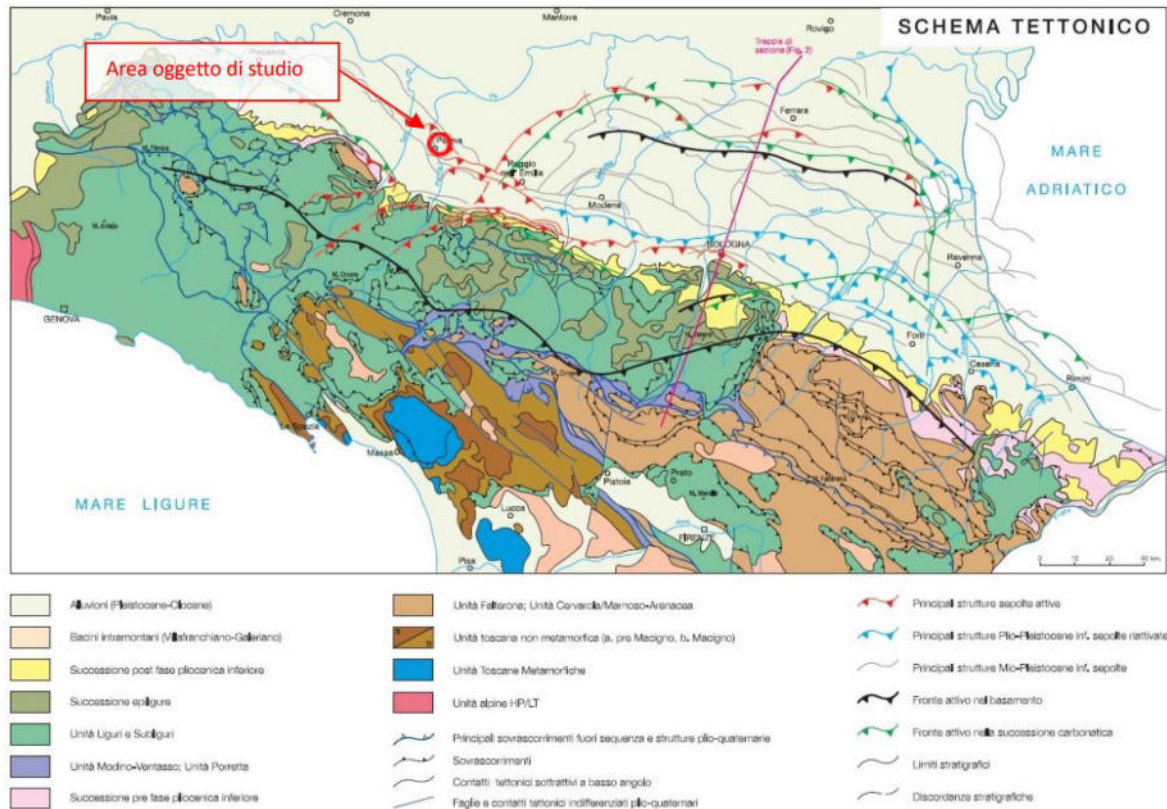 Pavia
Cremona
Mantova
Rovigo
SCHEMA TETTONICO
Traccia di
sezione (Fig. 2)
Area oggetto di studio
Ferrara
Parma
Reggio
nell' Emilia
Modena
MARE
ADRIATICO
BOLOGNA
Ravenna
GENOVA
Forlì
Cesena
Rimini
La Spezia
Massa
Pistoia
Prato
MARE LIGURE
Lucca
FIRENZE
Pisa
Alluvioni (Pleistocene-Olocene)
Bacini intramontani (Villafranchiano-Galeriano)
Successione post fase pliocenica inferiore
Successione epiligure
Unità Liguri e Subliguri
Unità Modino-Ventasso; Unità Porretta
Successione pre fase pliocenica inferiore
Unità Falterona; Unità Cervarola/Marnoso-Arenacea
Unità toscana non metamorfica (a. pre Macigno, b. Macigno)
Unità Toscane Metamorfiche
Unità alpine HP/LT
Principali sovrascorrimenti fuori sequenza e strutture plio-quaternarie
Sovrascorrimenti
Contatti tettonici sottrattivi a basso angolo
Faglie e contatti tettonici indifferenziati plio-quaternari
Principali strutture sepolte attive
Principali strutture Plio-Pleistocene inf. sepolte riattivate
Principali strutture Mio-Pleistocene inf. sepolte
Fronte attivo nel basamento
Fronte attivo nella successione carbonatica
Limiti stratigrafici
Discordanze stratigrafiche